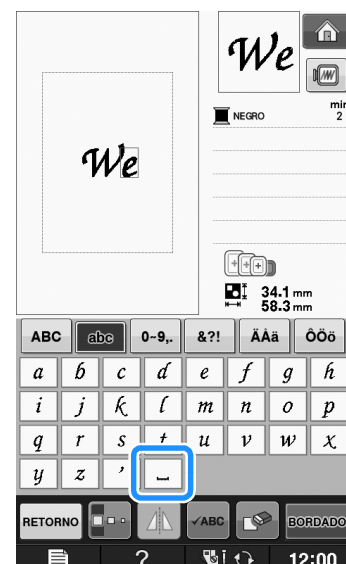 We
NEGRO
min
2
We
34.1 mm
58.3 mm
ABC abc 0~9,. &?! ÄÅä ÔÖö
a b c d e f g h
i j k l m n o p
q r s t u v w x
y z ’ ⎵
RETORNO ✓ABC BORDADO
? 12:00